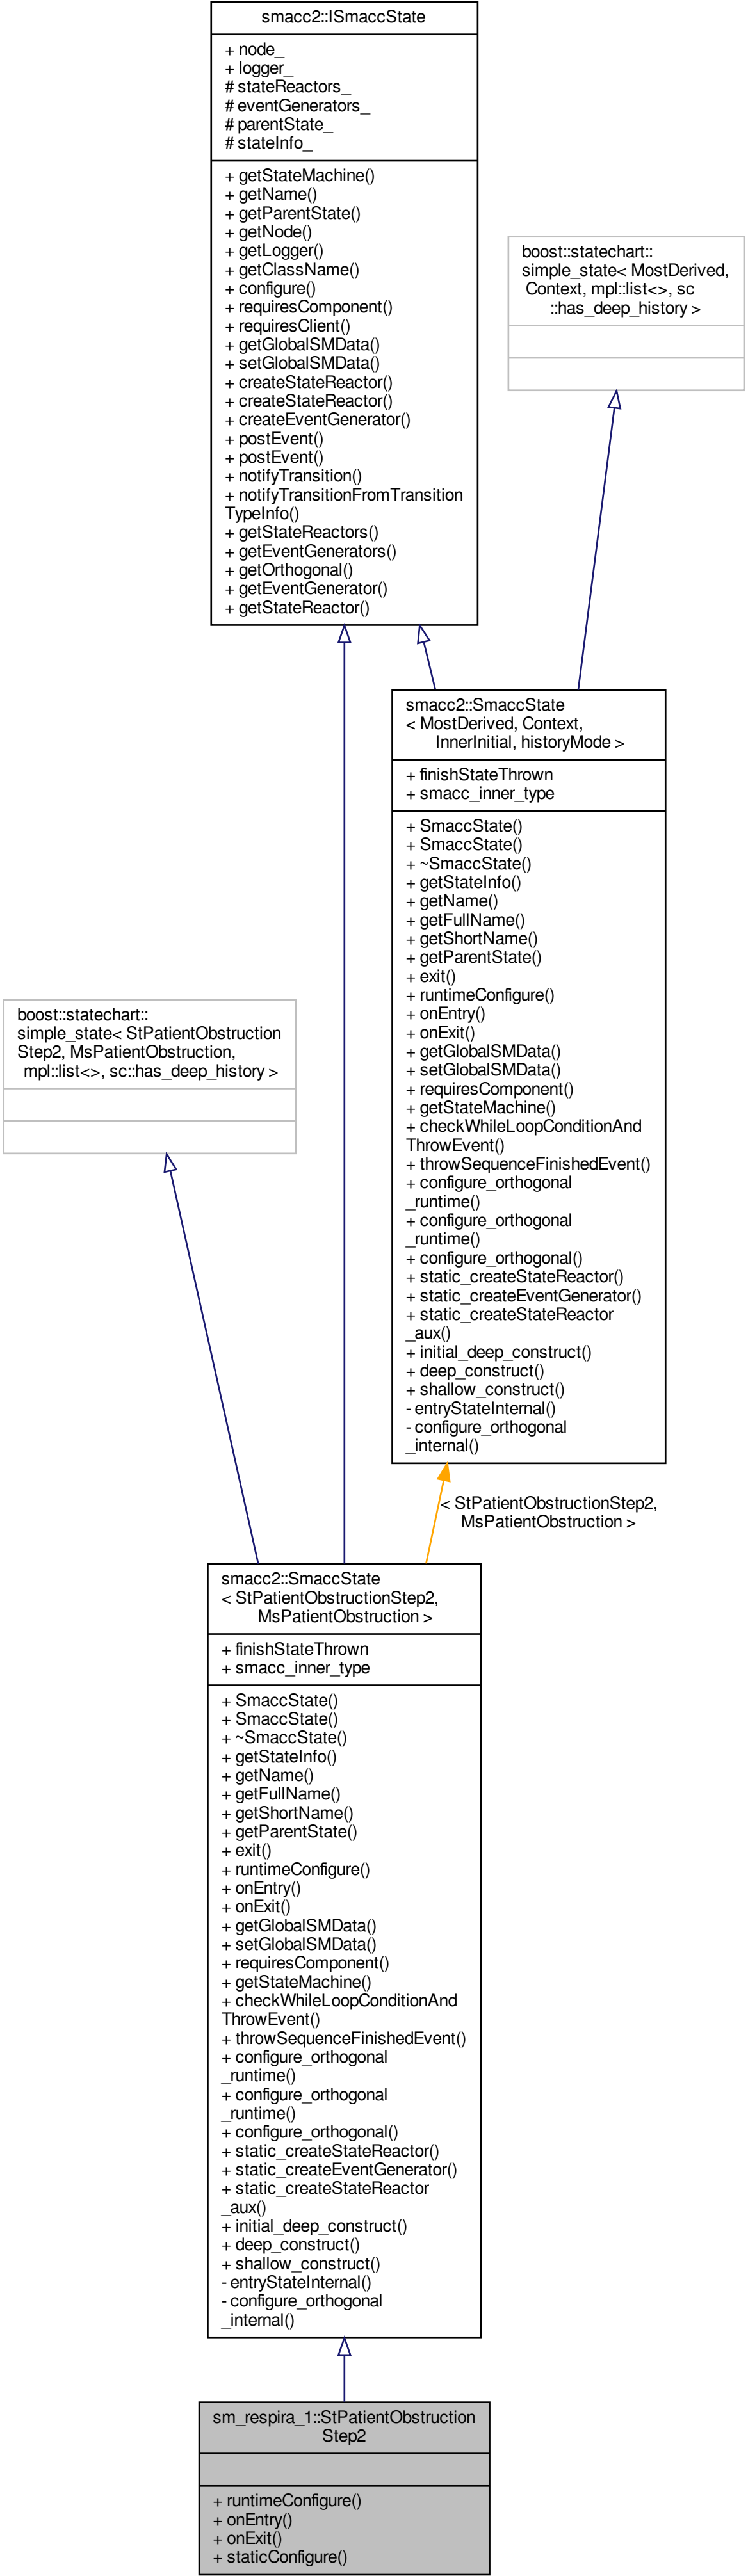 smacc2::ISmaccState
+ node_
+ logger_
# stateReactors_
# eventGenerators_
# parentState_
# stateInfo_
+ getStateMachine()
+ getName()
+ getParentState()
+ getNode()
+ getLogger()
+ getClassName()
+ configure()
+ requiresComponent()
+ requiresClient()
+ getGlobalSMData()
+ setGlobalSMData()
+ createStateReactor()
+ createStateReactor()
+ createEventGenerator()
+ postEvent()
+ postEvent()
+ notifyTransition()
+ notifyTransitionFromTransition
TypeInfo()
+ getStateReactors()
+ getEventGenerators()
+ getOrthogonal()
+ getEventGenerator()
+ getStateReactor()
boost::statechart::
simple_state< MostDerived,
Context, mpl::list<>, sc
::has_deep_history >
smacc2::SmaccState
< MostDerived, Context,
InnerInitial, historyMode >
+ finishStateThrown
+ smacc_inner_type
+ SmaccState()
+ SmaccState()
+ ~SmaccState()
+ getStateInfo()
+ getName()
+ getFullName()
+ getShortName()
+ getParentState()
+ exit()
+ runtimeConfigure()
+ onEntry()
+ onExit()
+ getGlobalSMData()
+ setGlobalSMData()
+ requiresComponent()
+ getStateMachine()
+ checkWhileLoopConditionAnd
ThrowEvent()
+ throwSequenceFinishedEvent()
+ configure_orthogonal
_runtime()
+ configure_orthogonal
_runtime()
+ configure_orthogonal()
+ static_createStateReactor()
+ static_createEventGenerator()
+ static_createStateReactor
_aux()
+ initial_deep_construct()
+ deep_construct()
+ shallow_construct()
- entryStateInternal()
- configure_orthogonal
_internal()
boost::statechart::
simple_state< StPatientObstruction
Step2, MsPatientObstruction,
mpl::list<>, sc::has_deep_history >
< StPatientObstructionStep2,
MsPatientObstruction >
smacc2::SmaccState
< StPatientObstructionStep2,
MsPatientObstruction >
+ finishStateThrown
+ smacc_inner_type
+ SmaccState()
+ SmaccState()
+ ~SmaccState()
+ getStateInfo()
+ getName()
+ getFullName()
+ getShortName()
+ getParentState()
+ exit()
+ runtimeConfigure()
+ onEntry()
+ onExit()
+ getGlobalSMData()
+ setGlobalSMData()
+ requiresComponent()
+ getStateMachine()
+ checkWhileLoopConditionAnd
ThrowEvent()
+ throwSequenceFinishedEvent()
+ configure_orthogonal
_runtime()
+ configure_orthogonal
_runtime()
+ configure_orthogonal()
+ static_createStateReactor()
+ static_createEventGenerator()
+ static_createStateReactor
_aux()
+ initial_deep_construct()
+ deep_construct()
+ shallow_construct()
- entryStateInternal()
- configure_orthogonal
_internal()
sm_respira_1::StPatientObstruction
Step2
+ runtimeConfigure()
+ onEntry()
+ onExit()
+ staticConfigure()